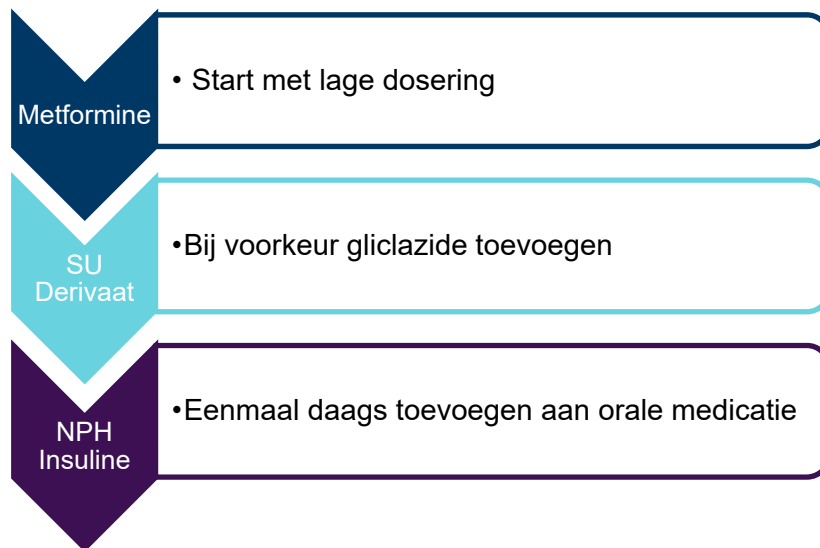 Metformine
• Start met lage dosering
SU
Derivaat
•Bij voorkeur gliclazide toevoegen
NPH
Insuline
•Eenmaal daags toevoegen aan orale medicatie